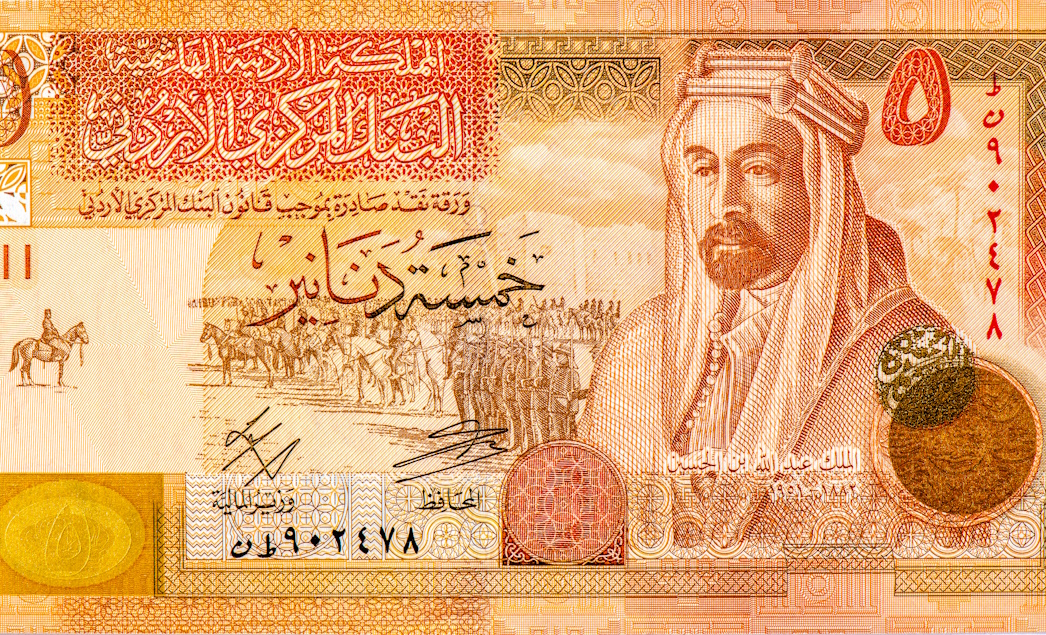 المملكة الأردنية الهاشمية
البنك المركزي الأردني
ورقة نقد صادرة بموجب قانون البنك المركزي الأردني
خمسة دنانير
٥
ط ن ٩٠٢٤٧٨
الملك عبد الله بن الحسين
١٨٨٢ - ١٩٥١
المحافظ
وزير المالية
ط ن ٩٠٢٤٧٨